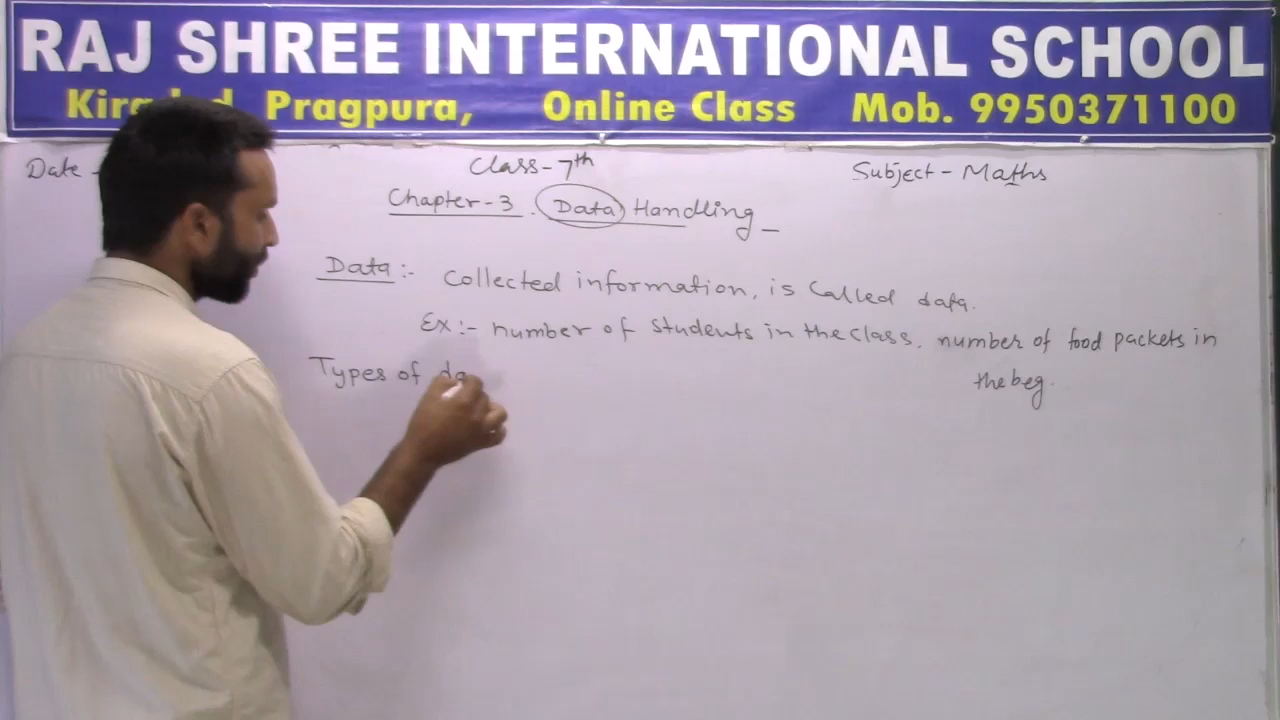 RAJ SHREE INTERNATIONAL SCHOOL
Pragpura, Online Class Mob. 9950371100
Date - Class - 7th Subject - Maths
Chapter - 3 . Data Handling
Data :- Collected information, is Called data.
Ex :- number of students in the class, number of food packets in
the beg.
Types of da